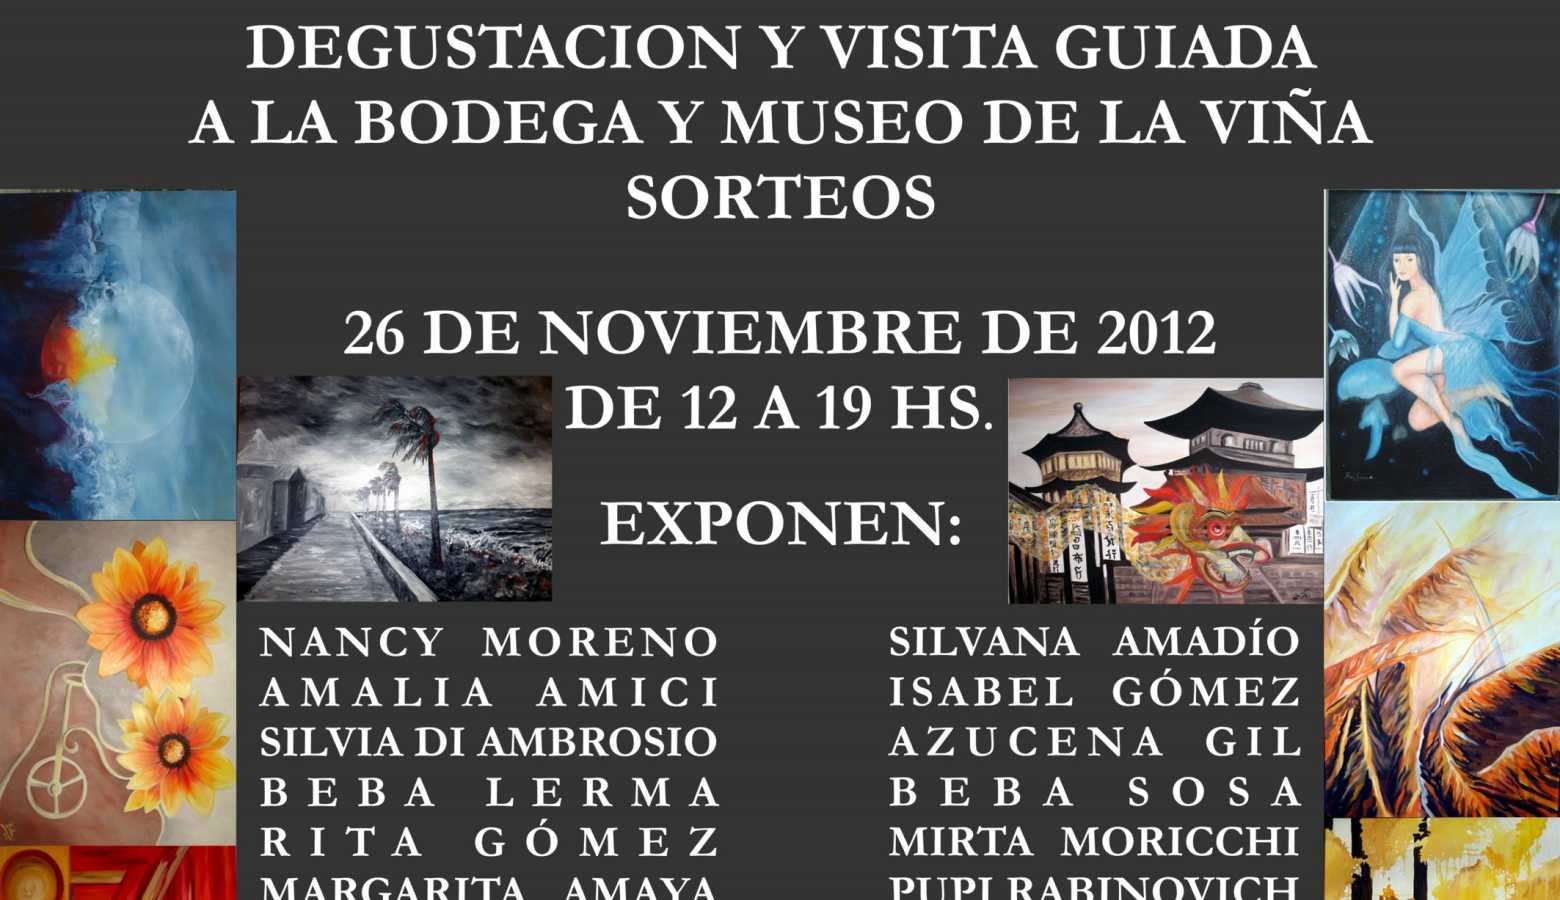 DEGUSTACION Y VISITA GUIADA
A LA BODEGA Y MUSEO DE LA VIÑA
SORTEOS
26 DE NOVIEMBRE DE 2012
DE 12 A 19 HS.
EXPONEN:
NANCY MORENO
AMALIA AMICI
SILVIA DI AMBROSIO
BEBA LERMA
RITA GÓMEZ
MARGARITA AMAYA
SILVANA AMADÍO
ISABEL GÓMEZ
AZUCENA GIL
BEBA SOSA
MIRTA MORICCHI
PUPI RABINOVICH